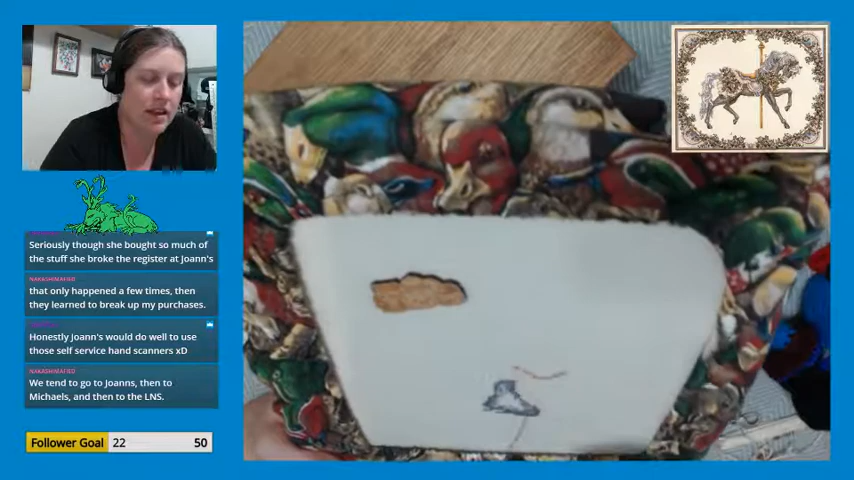 Seriously though she bought so much of
the stuff she broke the register at Joann's
NAKASHIMATOD
that only happened a few times, then
they learned to break up my purchases.
Honestly Joann's would do well to use
those self service hand scanners xD
We tend to go to Joanns, then to
Michaels, and then to the LNS.
Follower Goal 22 50